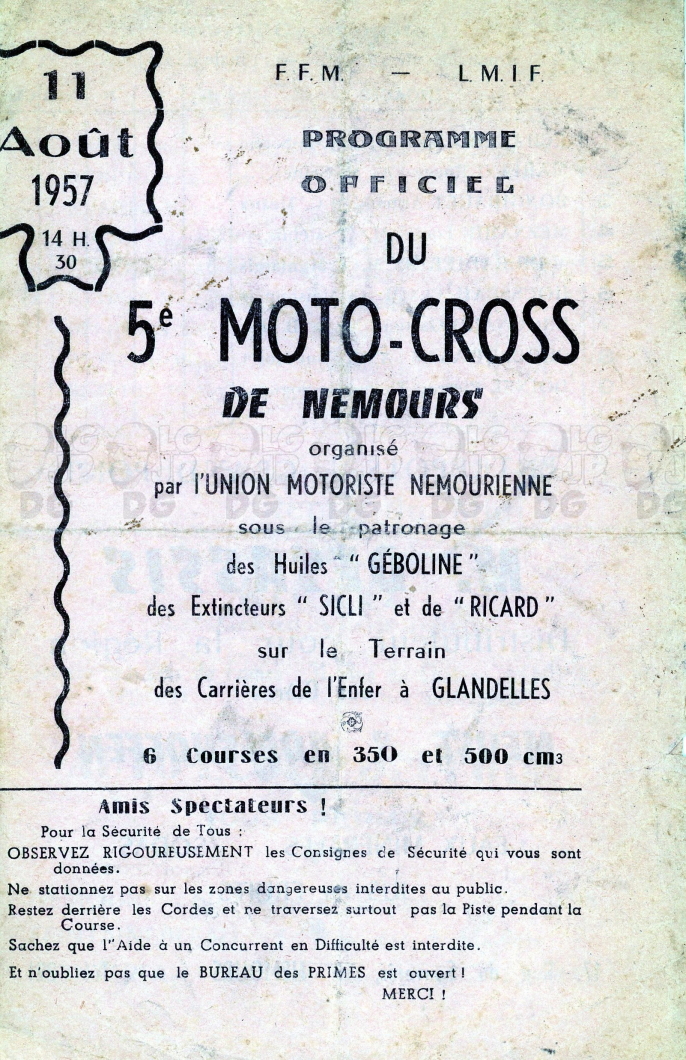 11
Août
1957
14 H.
30
F.F.M. — L.M.I.F.
PROGRAMME
OFFICIEL
DU
5e MOTO-CROSS
DE NEMOURS
organisé
par l'UNION MOTORISTE NEMOURIENNE
sous le patronage
des Huiles "GÉBOLINE"
des Extincteurs "SICLI" et de "RICARD"
sur le Terrain
des Carrières de l'Enfer à GLANDELLES
6 Courses en 350 et 500 cm3
Amis Spectateurs !
Pour la Sécurité de Tous :
OBSERVEZ RIGOUREUSEMENT les Consignes de Sécurité qui vous sont
données.
Ne stationnez pas sur les zones dangereuses interdites au public.
Restez derrière les Cordes et ne traversez surtout pas la Piste pendant la
Course.
Sachez que l'Aide à un Concurrent en Difficulté est interdite.
Et n'oubliez pas que le BUREAU des PRIMES est ouvert !
MERCI !